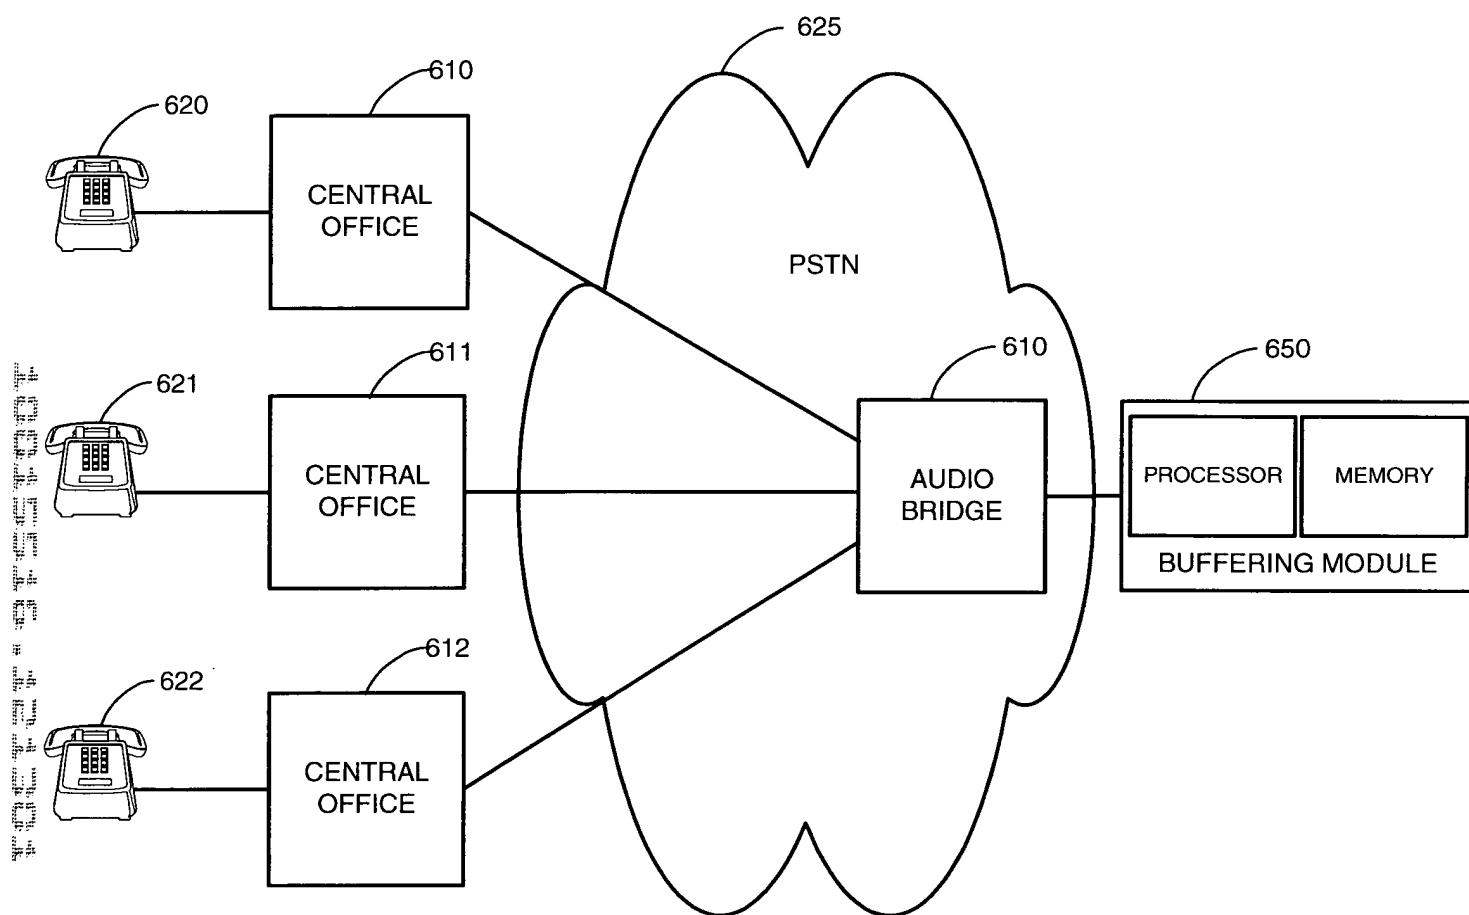 625
610
620
CENTRAL
OFFICE
PSTN
611
610
650
621
CENTRAL
OFFICE
AUDIO
BRIDGE
PROCESSOR
MEMORY
BUFFERING MODULE
612
622
CENTRAL
OFFICE